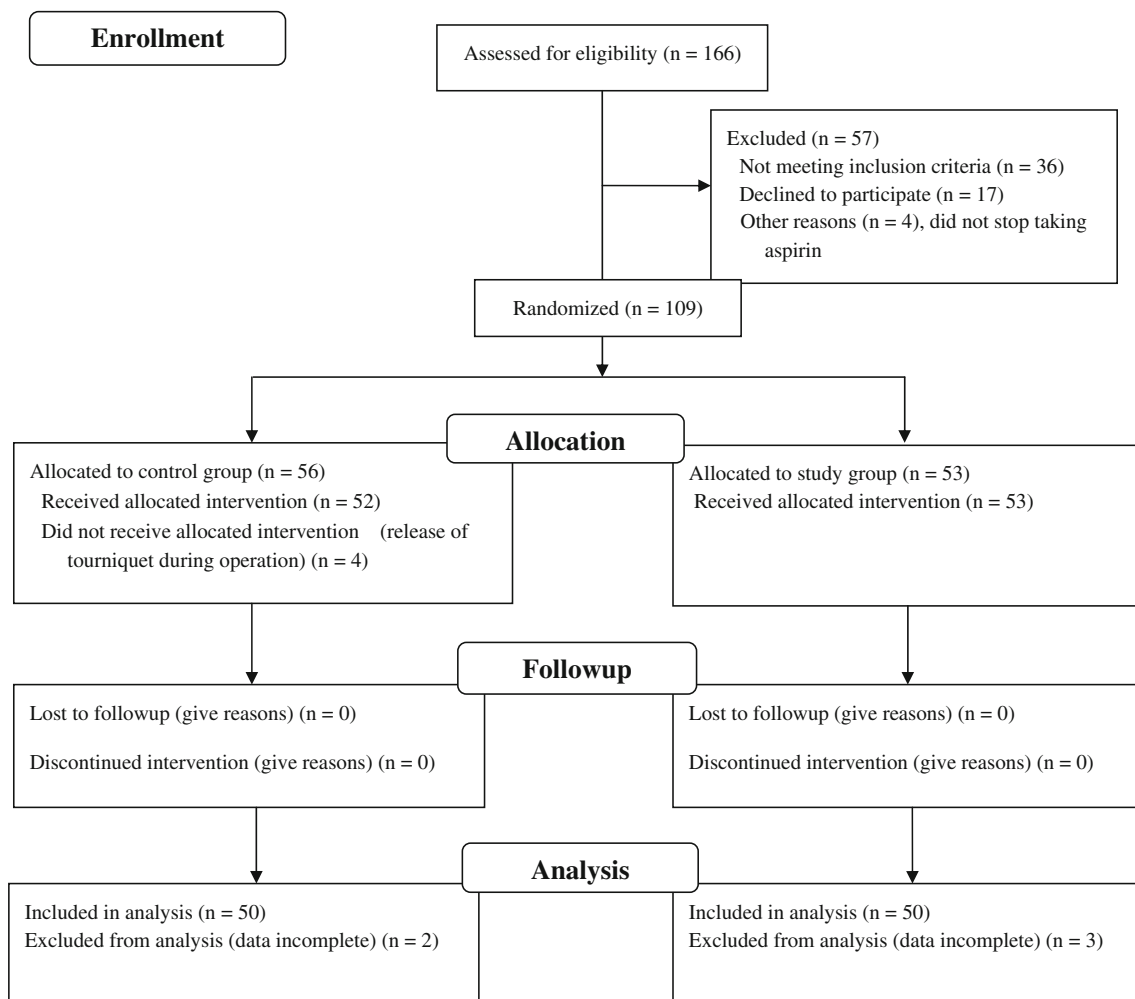 Enrollment
Assessed for eligibility (n = 166)
Excluded (n = 57)
Not meeting inclusion criteria (n = 36)
Declined to participate (n = 17)
Other reasons (n = 4), did not stop taking
aspirin
Randomized (n = 109)
Allocation
Allocated to control group (n = 56)
Received allocated intervention (n = 52)
Did not receive allocated intervention (release of
tourniquet during operation) (n = 4)
Allocated to study group (n = 53)
Received allocated intervention (n = 53)
Followup
Lost to followup (give reasons) (n = 0)
Discontinued intervention (give reasons) (n = 0)
Lost to followup (give reasons) (n = 0)
Discontinued intervention (give reasons) (n = 0)
Analysis
Included in analysis (n = 50)
Excluded from analysis (data incomplete) (n = 2)
Included in analysis (n = 50)
Excluded from analysis (data incomplete) (n = 3)